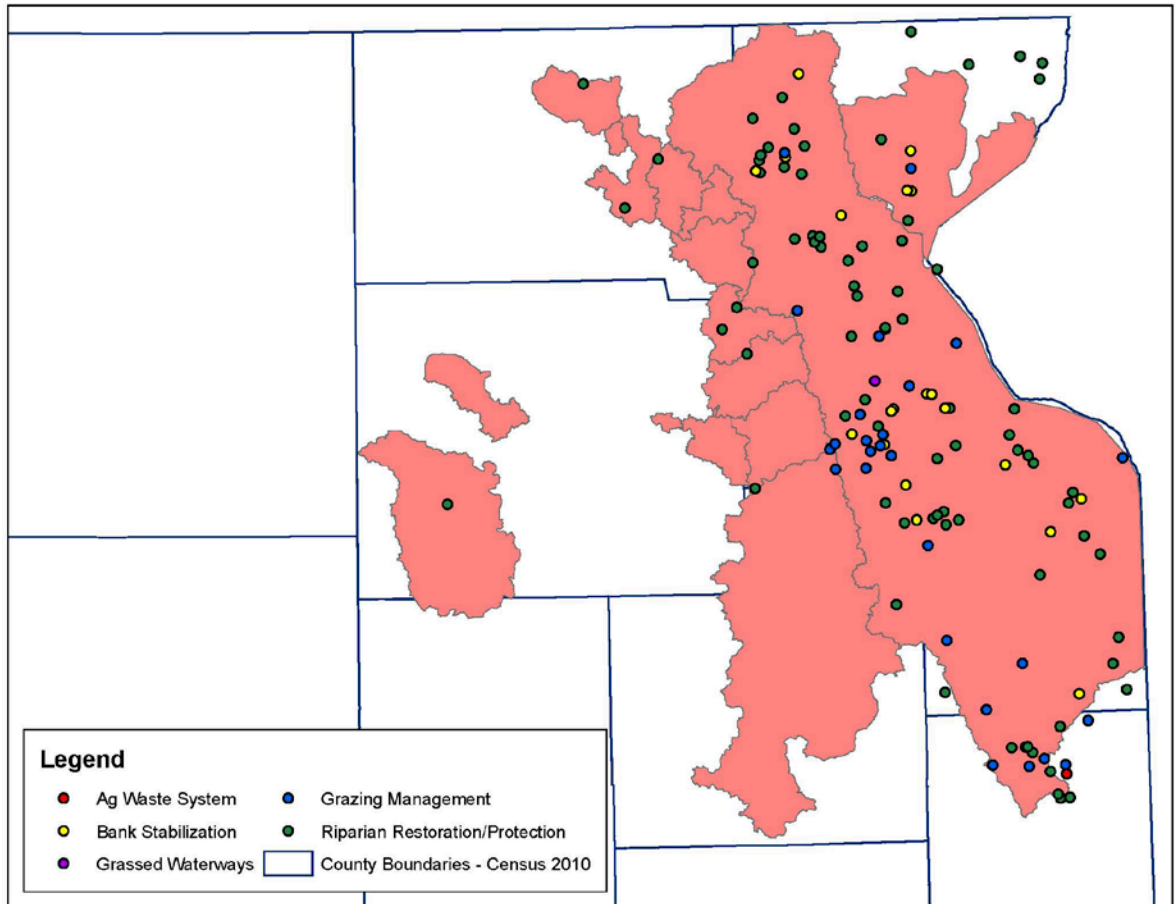 Legend
Ag Waste System
Bank Stabilization
Grassed Waterways
Grazing Management
Riparian Restoration/Protection
County Boundaries - Census 2010